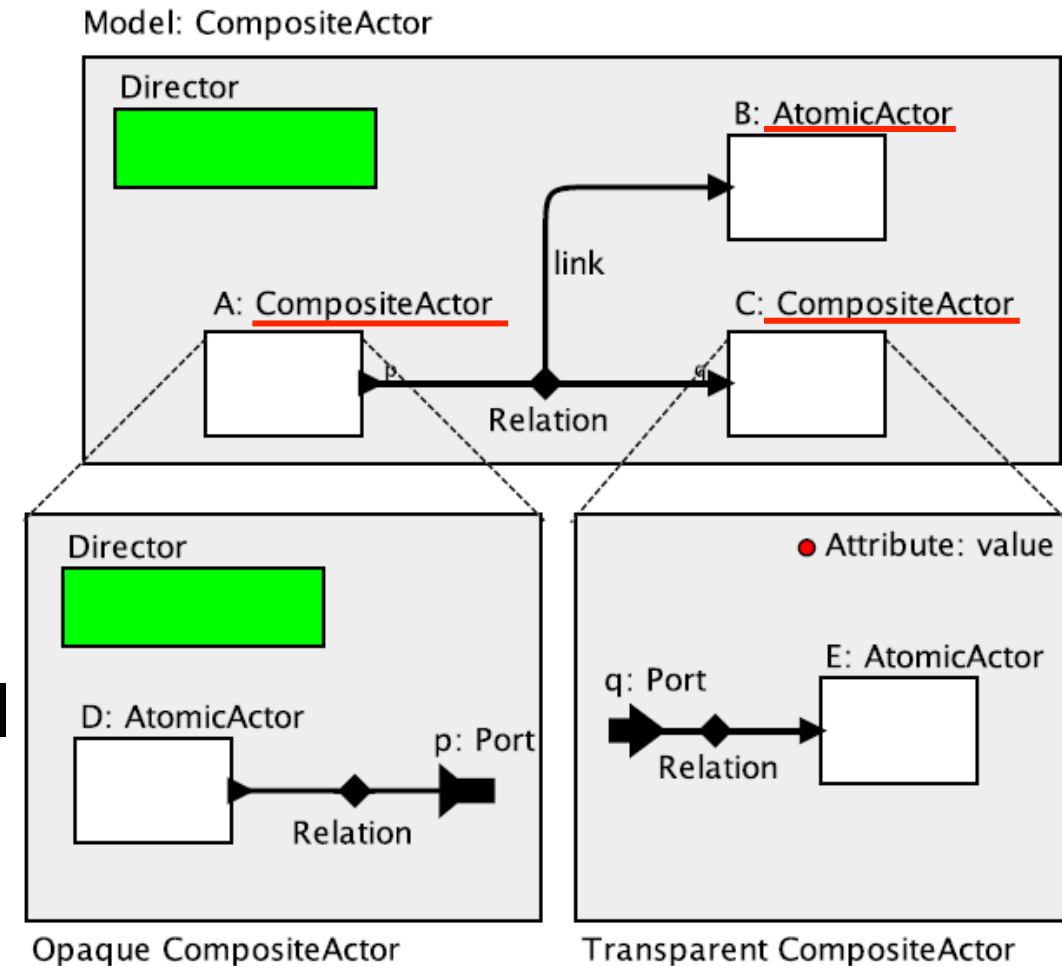 Model: CompositeActor
Director
B: AtomicActor
link
A: CompositeActor
C: CompositeActor
p
q
Relation
Director
Attribute: value
E: AtomicActor
q: Port
D: AtomicActor
p: Port
Relation
Relation
Opaque CompositeActor
Transparent CompositeActor